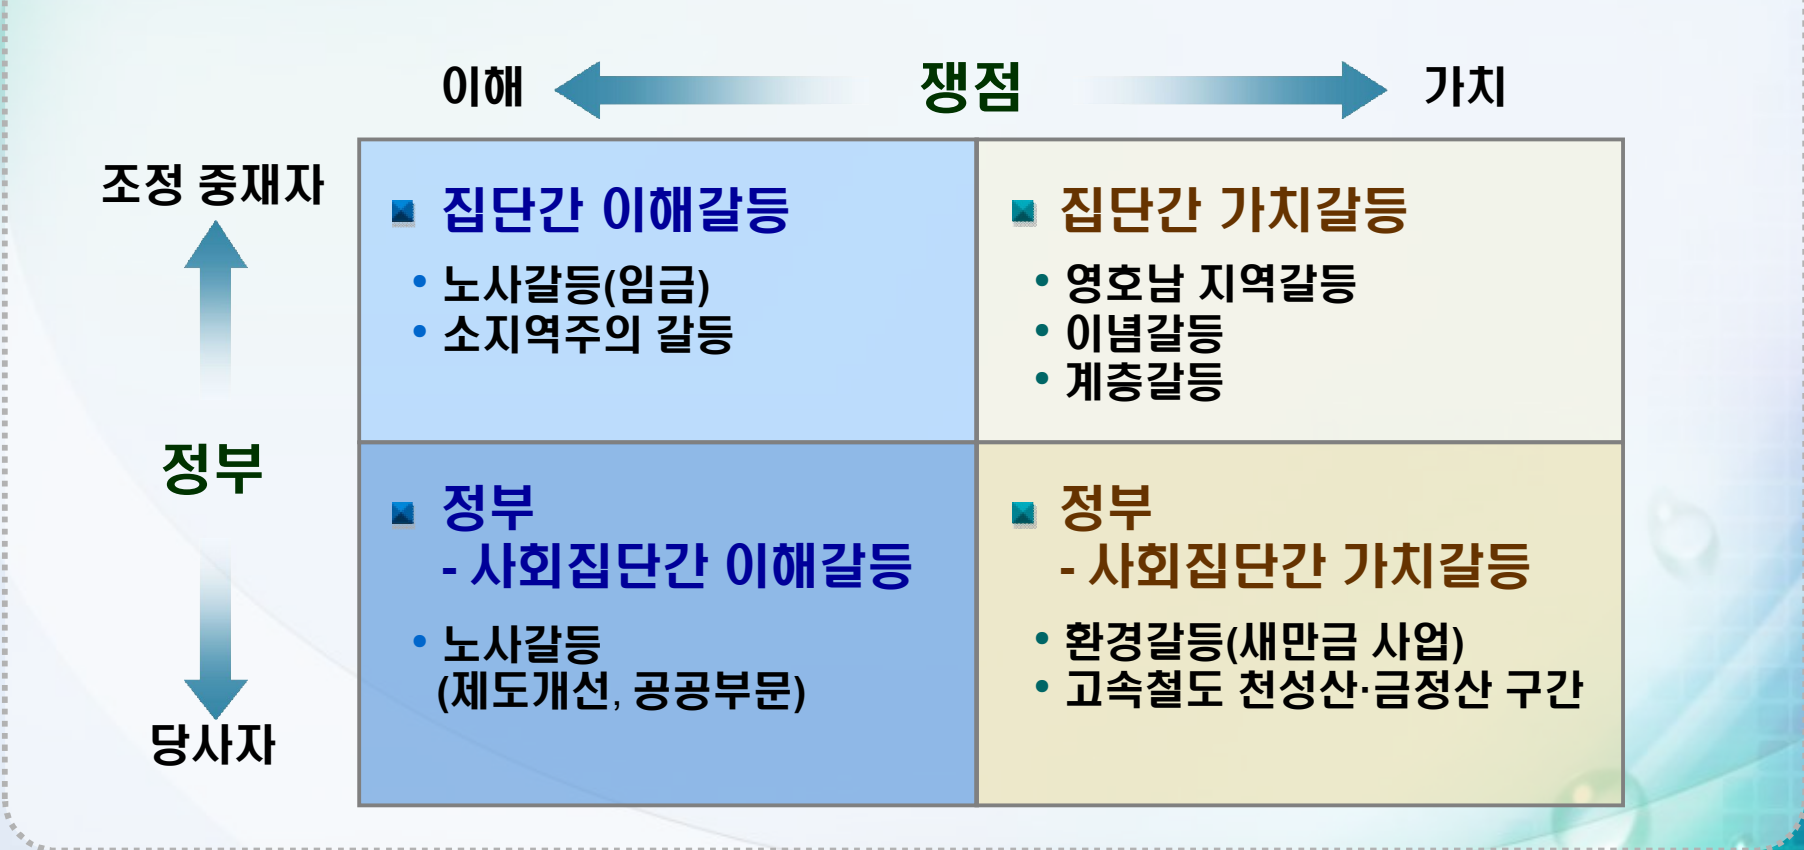 이해 쟁점 가치
조정 중재자
정부
당사자
집단간 이해갈등
• 노사갈등(임금)
• 소지역주의 갈등
집단간 가치갈등
• 영호남 지역갈등
• 이념갈등
• 계층갈등
정부
- 사회집단간 이해갈등
• 노사갈등
(제도개선, 공공부문)
정부
- 사회집단간 가치갈등
• 환경갈등(새만금 사업)
• 고속철도 천성산·금정산 구간